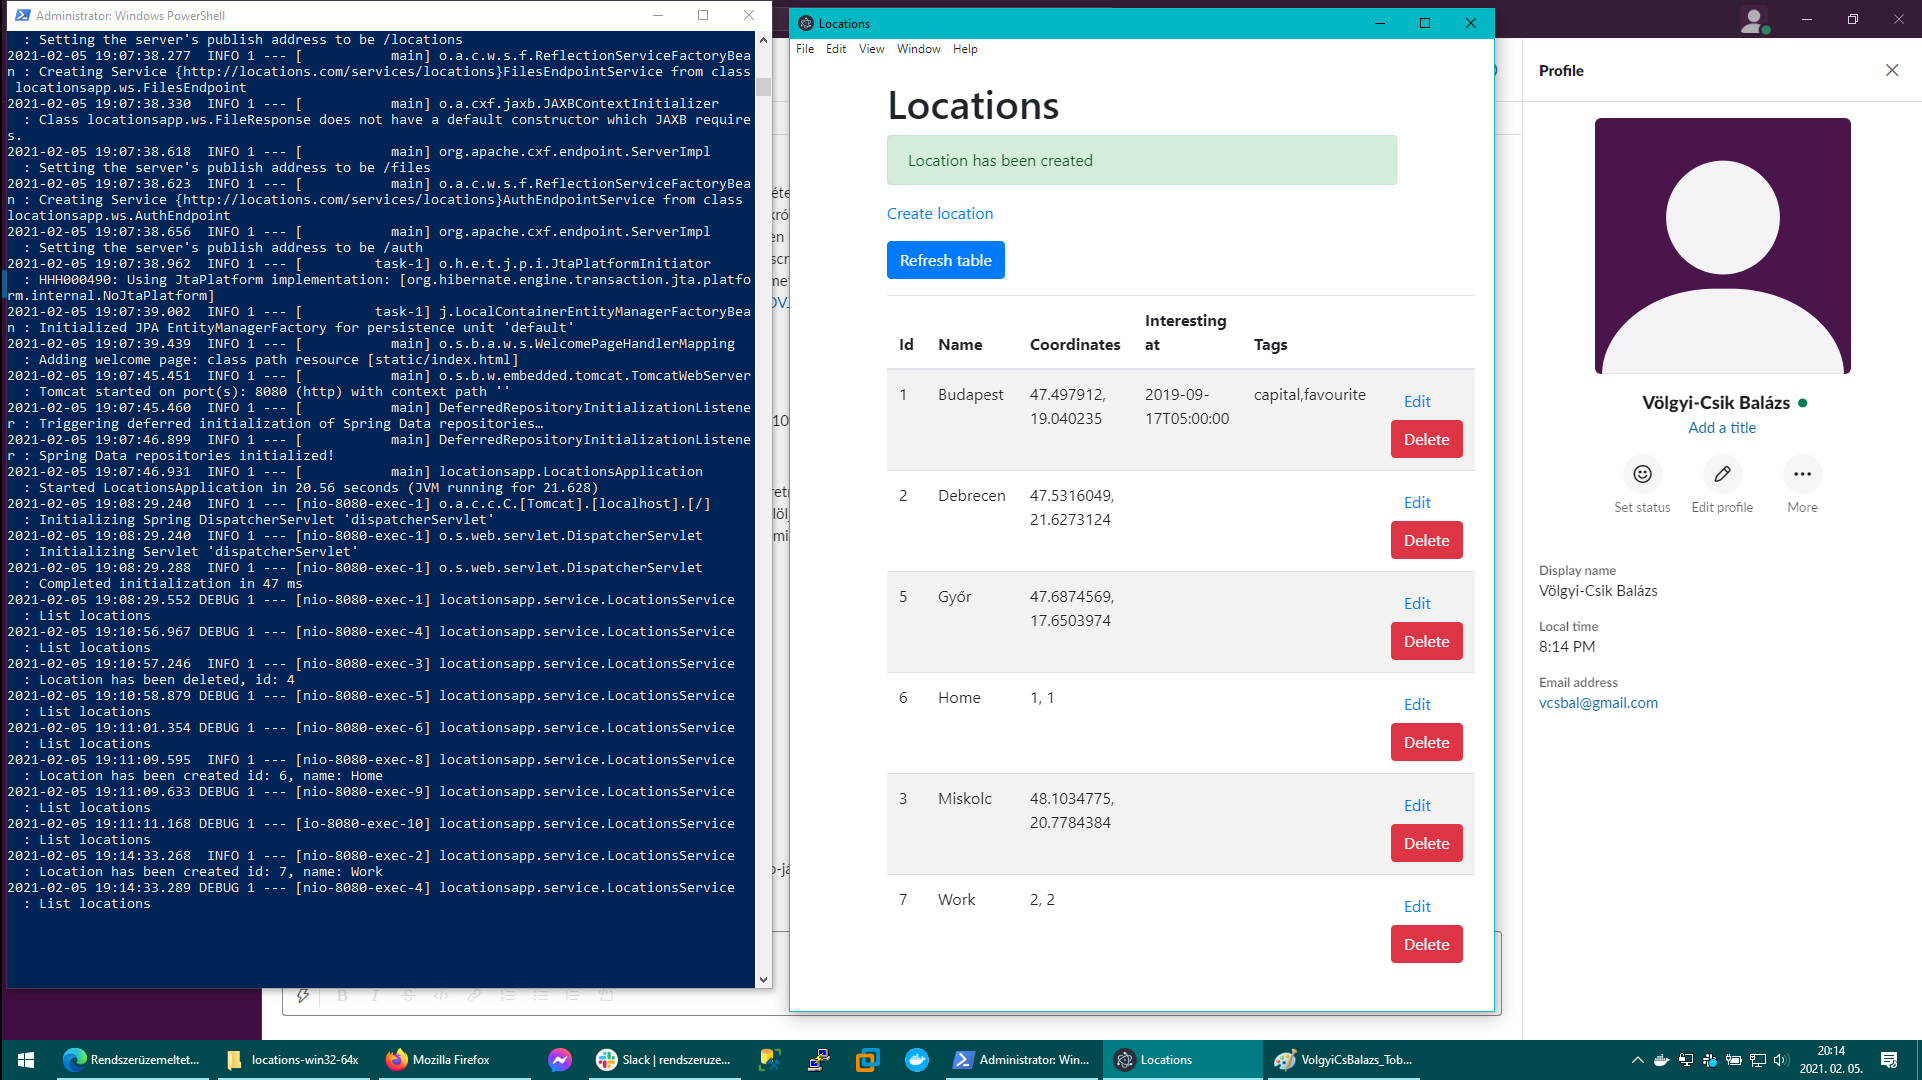 Administrator: Windows PowerShell
: Setting the server's publish address to be /locations
2021-02-05 19:07:38.277  INFO 1 --- [           main] o.a.c.w.s.f.ReflectionServiceFactoryBea
n : Creating Service {http://locations.com/services/locations}FilesEndpointService from class
locationsapp.ws.FilesEndpoint
2021-02-05 19:07:38.330  INFO 1 --- [           main] o.a.cxf.jaxb.JAXBContextInitializer
: Class locationsapp.ws.FileResponse does not have a default constructor which JAXB require
s.
2021-02-05 19:07:38.618  INFO 1 --- [           main] org.apache.cxf.endpoint.ServerImpl
: Setting the server's publish address to be /files
2021-02-05 19:07:38.623  INFO 1 --- [           main] o.a.c.w.s.f.ReflectionServiceFactoryBea
n : Creating Service {http://locations.com/services/locations}AuthEndpointService from class
locationsapp.ws.AuthEndpoint
2021-02-05 19:07:38.656  INFO 1 --- [           main] org.apache.cxf.endpoint.ServerImpl
: Setting the server's publish address to be /auth
2021-02-05 19:07:38.962  INFO 1 --- [         task-1] o.h.e.t.j.p.i.JtaPlatformInitiator
: HHH000490: Using JtaPlatform implementation: [org.hibernate.engine.transaction.jta.platfo
rm.internal.NoJtaPlatform]
2021-02-05 19:07:39.002  INFO 1 --- [         task-1] j.LocalContainerEntityManagerFactoryBea
n : Initialized JPA EntityManagerFactory for persistence unit 'default'
2021-02-05 19:07:39.439  INFO 1 --- [           main] o.s.b.a.w.s.WelcomePageHandlerMapping
: Adding welcome page: class path resource [static/index.html]
2021-02-05 19:07:45.451  INFO 1 --- [           main] o.s.b.w.embedded.tomcat.TomcatWebServer
: Tomcat started on port(s): 8080 (http) with context path ''
2021-02-05 19:07:45.460  INFO 1 --- [           main] DeferredRepositoryInitializationListene
r : Triggering deferred initialization of Spring Data repositories…
2021-02-05 19:07:46.899  INFO 1 --- [           main] DeferredRepositoryInitializationListene
r : Spring Data repositories initialized!
2021-02-05 19:07:46.931  INFO 1 --- [           main] locationsapp.LocationsApplication
: Started LocationsApplication in 20.56 seconds (JVM running for 21.628)
2021-02-05 19:08:29.240  INFO 1 --- [nio-8080-exec-1] o.a.c.c.C.[Tomcat].[localhost].[/]
: Initializing Spring DispatcherServlet 'dispatcherServlet'
2021-02-05 19:08:29.240  INFO 1 --- [nio-8080-exec-1] o.s.web.servlet.DispatcherServlet
: Initializing Servlet 'dispatcherServlet'
2021-02-05 19:08:29.288  INFO 1 --- [nio-8080-exec-1] o.s.web.servlet.DispatcherServlet
: Completed initialization in 47 ms
2021-02-05 19:08:29.552 DEBUG 1 --- [nio-8080-exec-1] locationsapp.service.LocationsService
: List locations
2021-02-05 19:10:56.967 DEBUG 1 --- [nio-8080-exec-4] locationsapp.service.LocationsService
: List locations
2021-02-05 19:10:57.246  INFO 1 --- [nio-8080-exec-3] locationsapp.service.LocationsService
: Location has been deleted, id: 4
2021-02-05 19:10:58.879 DEBUG 1 --- [nio-8080-exec-5] locationsapp.service.LocationsService
: List locations
2021-02-05 19:11:01.354 DEBUG 1 --- [nio-8080-exec-6] locationsapp.service.LocationsService
: List locations
2021-02-05 19:11:09.595  INFO 1 --- [nio-8080-exec-8] locationsapp.service.LocationsService
: Location has been created id: 6, name: Home
2021-02-05 19:11:09.633 DEBUG 1 --- [nio-8080-exec-9] locationsapp.service.LocationsService
: List locations
2021-02-05 19:11:11.168 DEBUG 1 --- [io-8080-exec-10] locationsapp.service.LocationsService
: List locations
2021-02-05 19:14:33.268  INFO 1 --- [nio-8080-exec-2] locationsapp.service.LocationsService
: Location has been created id: 7, name: Work
2021-02-05 19:14:33.289 DEBUG 1 --- [nio-8080-exec-4] locationsapp.service.LocationsService
: List locations
Locations
File Edit View Window Help
Locations
Location has been created
Create location
Refresh table
Interesting
Id Name Coordinates at Tags
1 Budapest 47.497912, 2019-09- capital,favourite Edit
19.040235 17T05:00:00
Delete
2 Debrecen 47.5316049, Edit
21.6273124
Delete
5 Győr 47.6874569, Edit
17.6503974
Delete
6 Home 1, 1 Edit
Delete
3 Miskolc 48.1034775, Edit
20.7784384
Delete
7 Work 2, 2 Edit
Delete
Profile
Völgyi-Csik Balázs
Add a title
Set status Edit profile More
Display name
Völgyi-Csik Balázs
Local time
8:14 PM
Email address
vcsbal@gmail.com
Rendszerüzemeltet... locations-win32-64x Mozilla Firefox Slack | rendszeruze... Administrator: Win... Locations VolgyiCsBalazs_Tob...
20:14
2021. 02. 05.